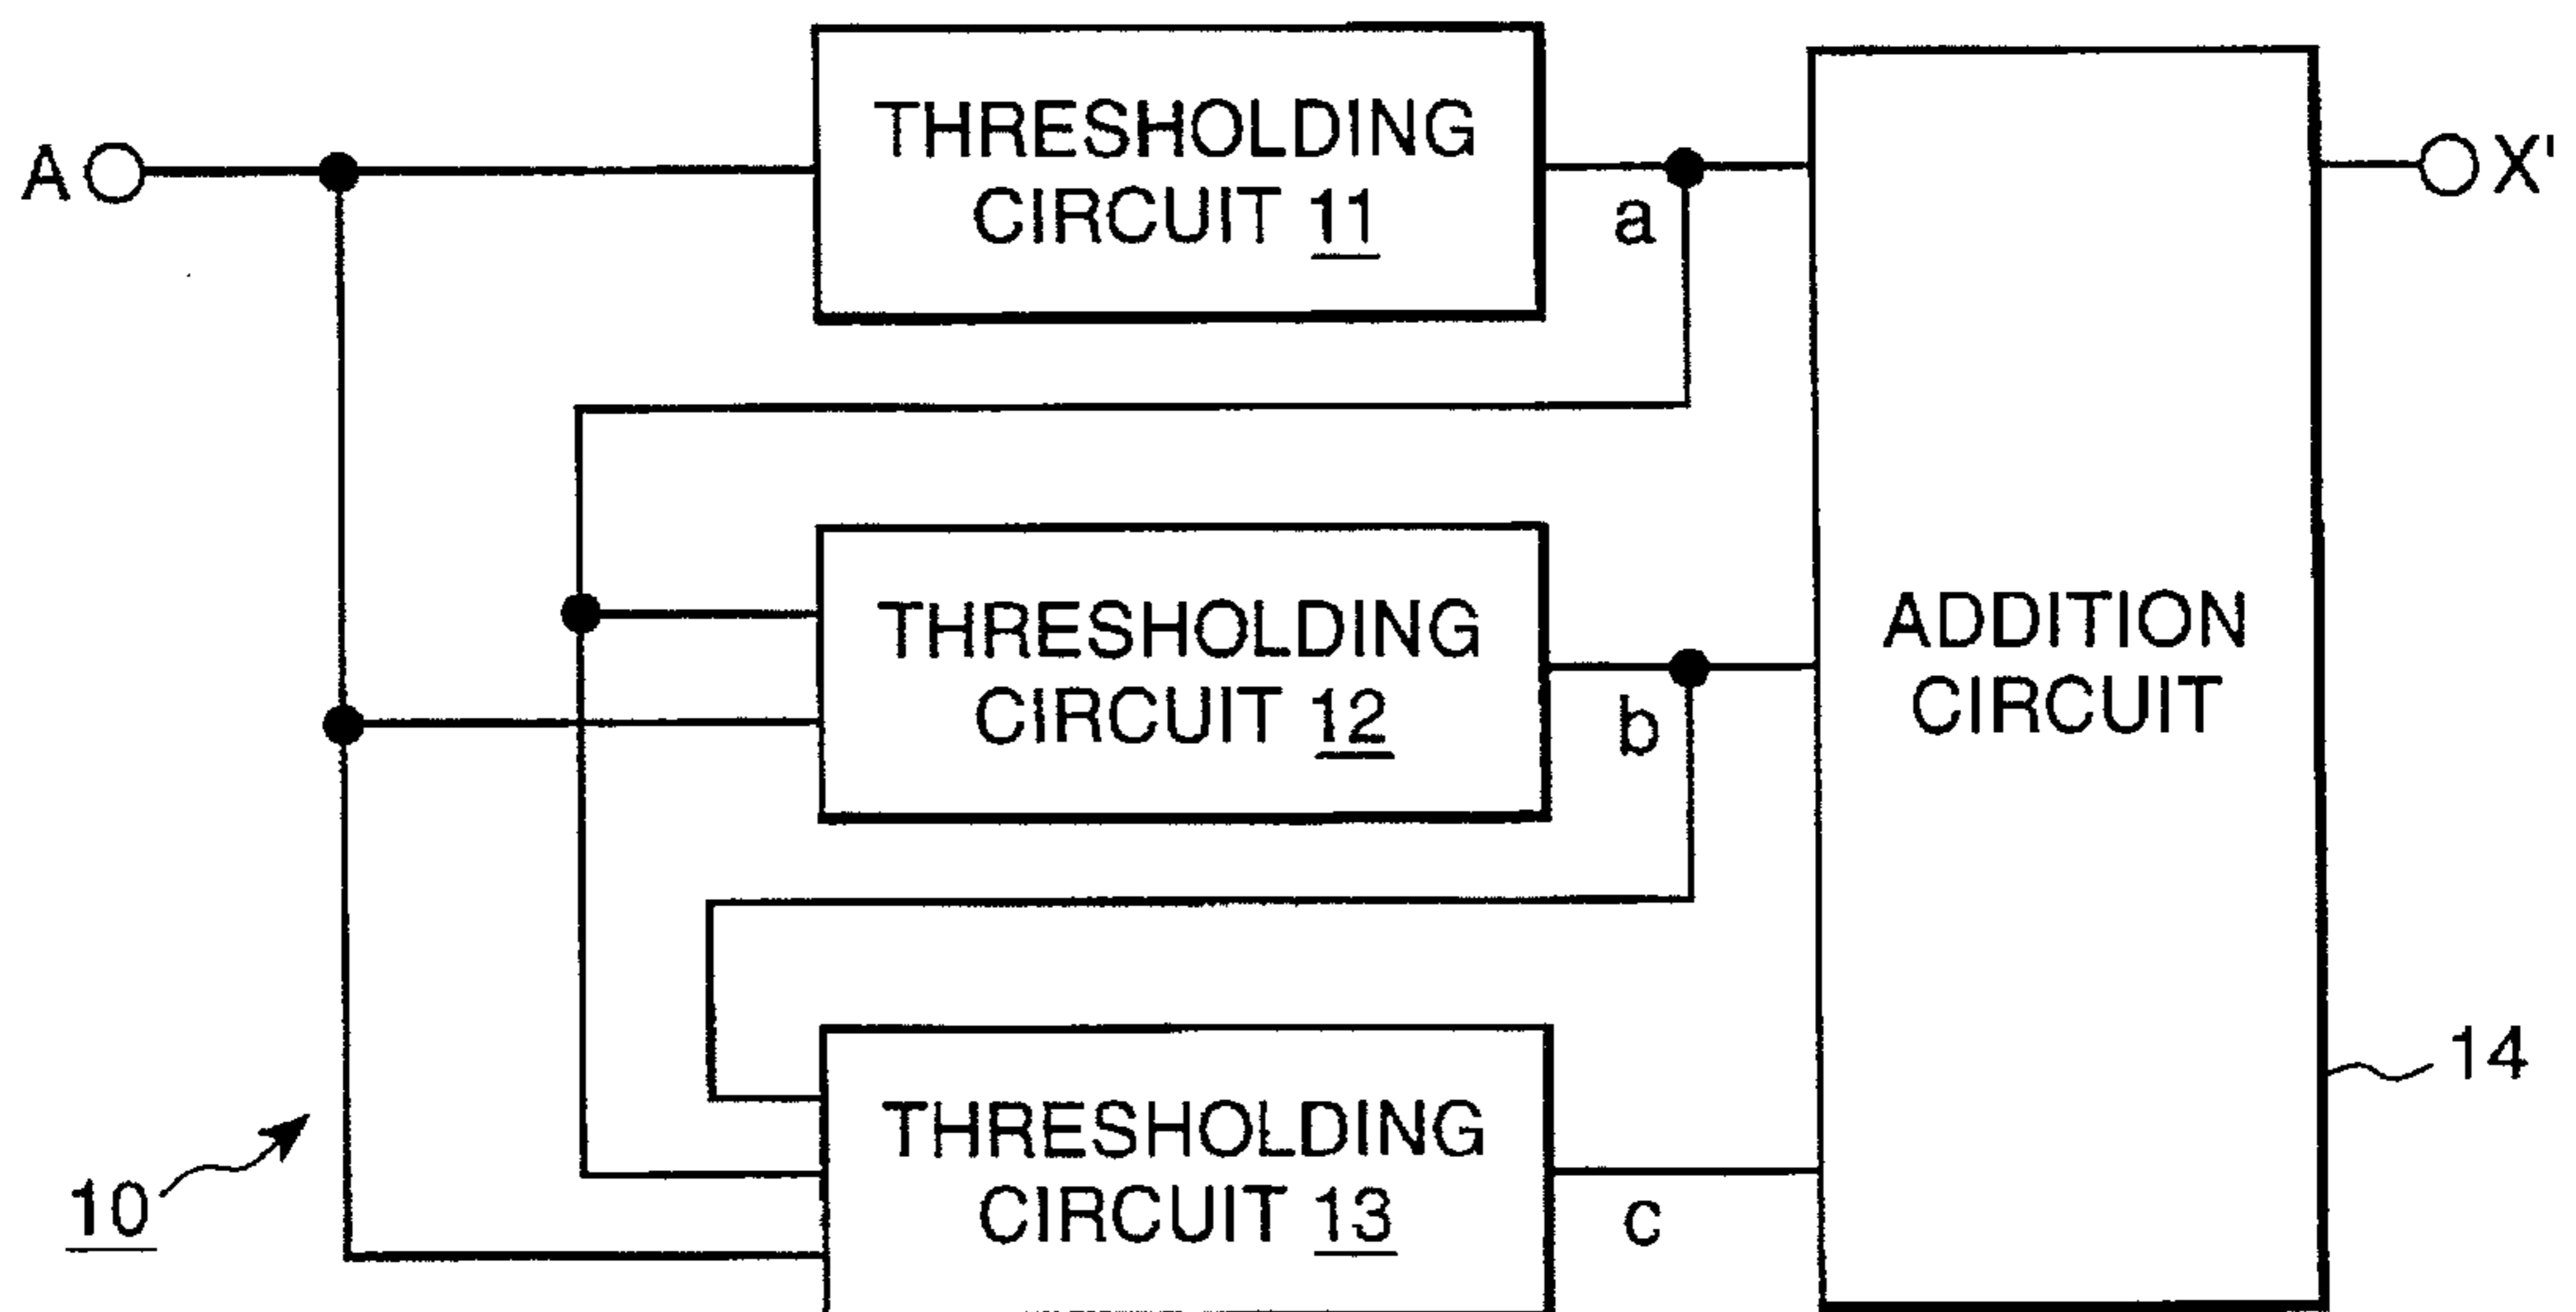 A
THRESHOLDING
CIRCUIT 11
a
X'
THRESHOLDING
CIRCUIT 12
b
ADDITION
CIRCUIT
THRESHOLDING
CIRCUIT 13
c
14
10